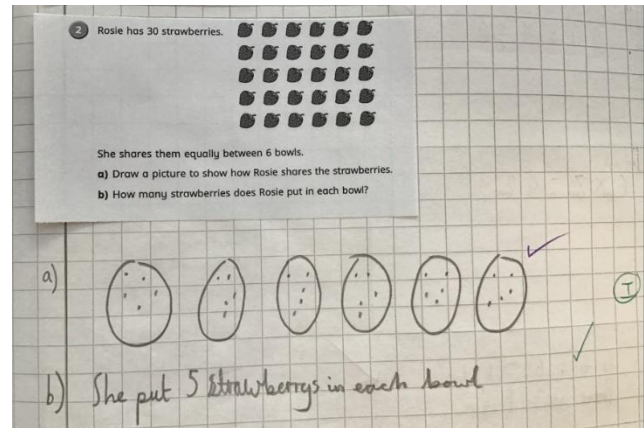 2 Rosie has 30 strawberries.
She shares them equally between 6 bowls.
a) Draw a picture to show how Rosie shares the strawberries.
b) How many strawberries does Rosie put in each bowl?
a)
I
b) She put 5 Strawberrys in each bowl